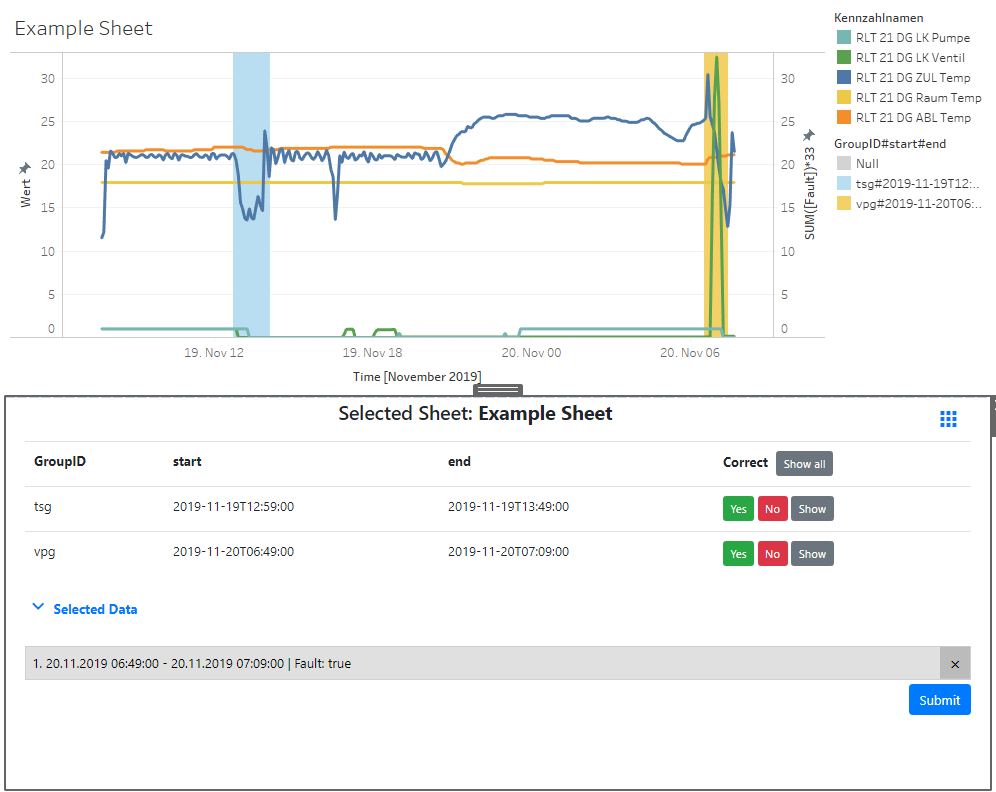 Example Sheet
Kennzahlnamen
RLT 21 DG LK Pumpe
RLT 21 DG LK Ventil
RLT 21 DG ZUL Temp
RLT 21 DG Raum Temp
RLT 21 DG ABL Temp
GroupID#start#end
Null
tsg#2019-11-19T12:..
vpg#2019-11-20T06:..
Wert
30
25
20
15
10
5
0
30
25
20
15
10
5
0
SUM([Fault])*33
19. Nov 12
19. Nov 18
20. Nov 00
20. Nov 06
Time [November 2019]
Selected Sheet: Example Sheet
GroupID start end Correct Show all
tsg 2019-11-19T12:59:00 2019-11-19T13:49:00 Yes No Show
vpg 2019-11-20T06:49:00 2019-11-20T07:09:00 Yes No Show
Selected Data
1. 20.11.2019 06:49:00 - 20.11.2019 07:09:00 | Fault: true ×
Submit